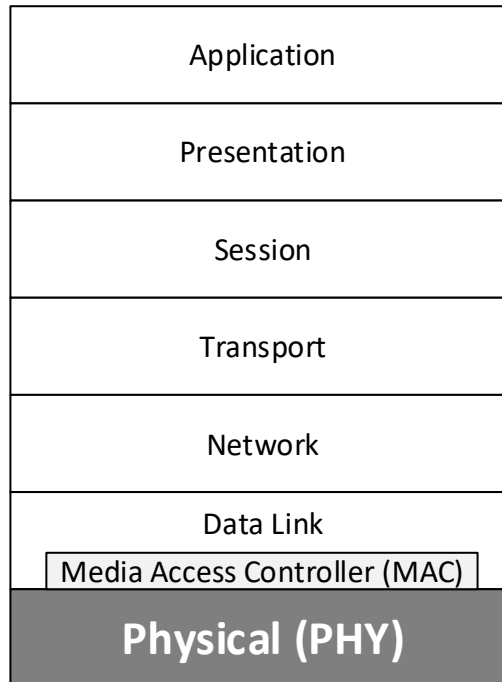 Application
Presentation
Session
Transport
Network
Data Link
Media Access Controller (MAC)
Physical (PHY)